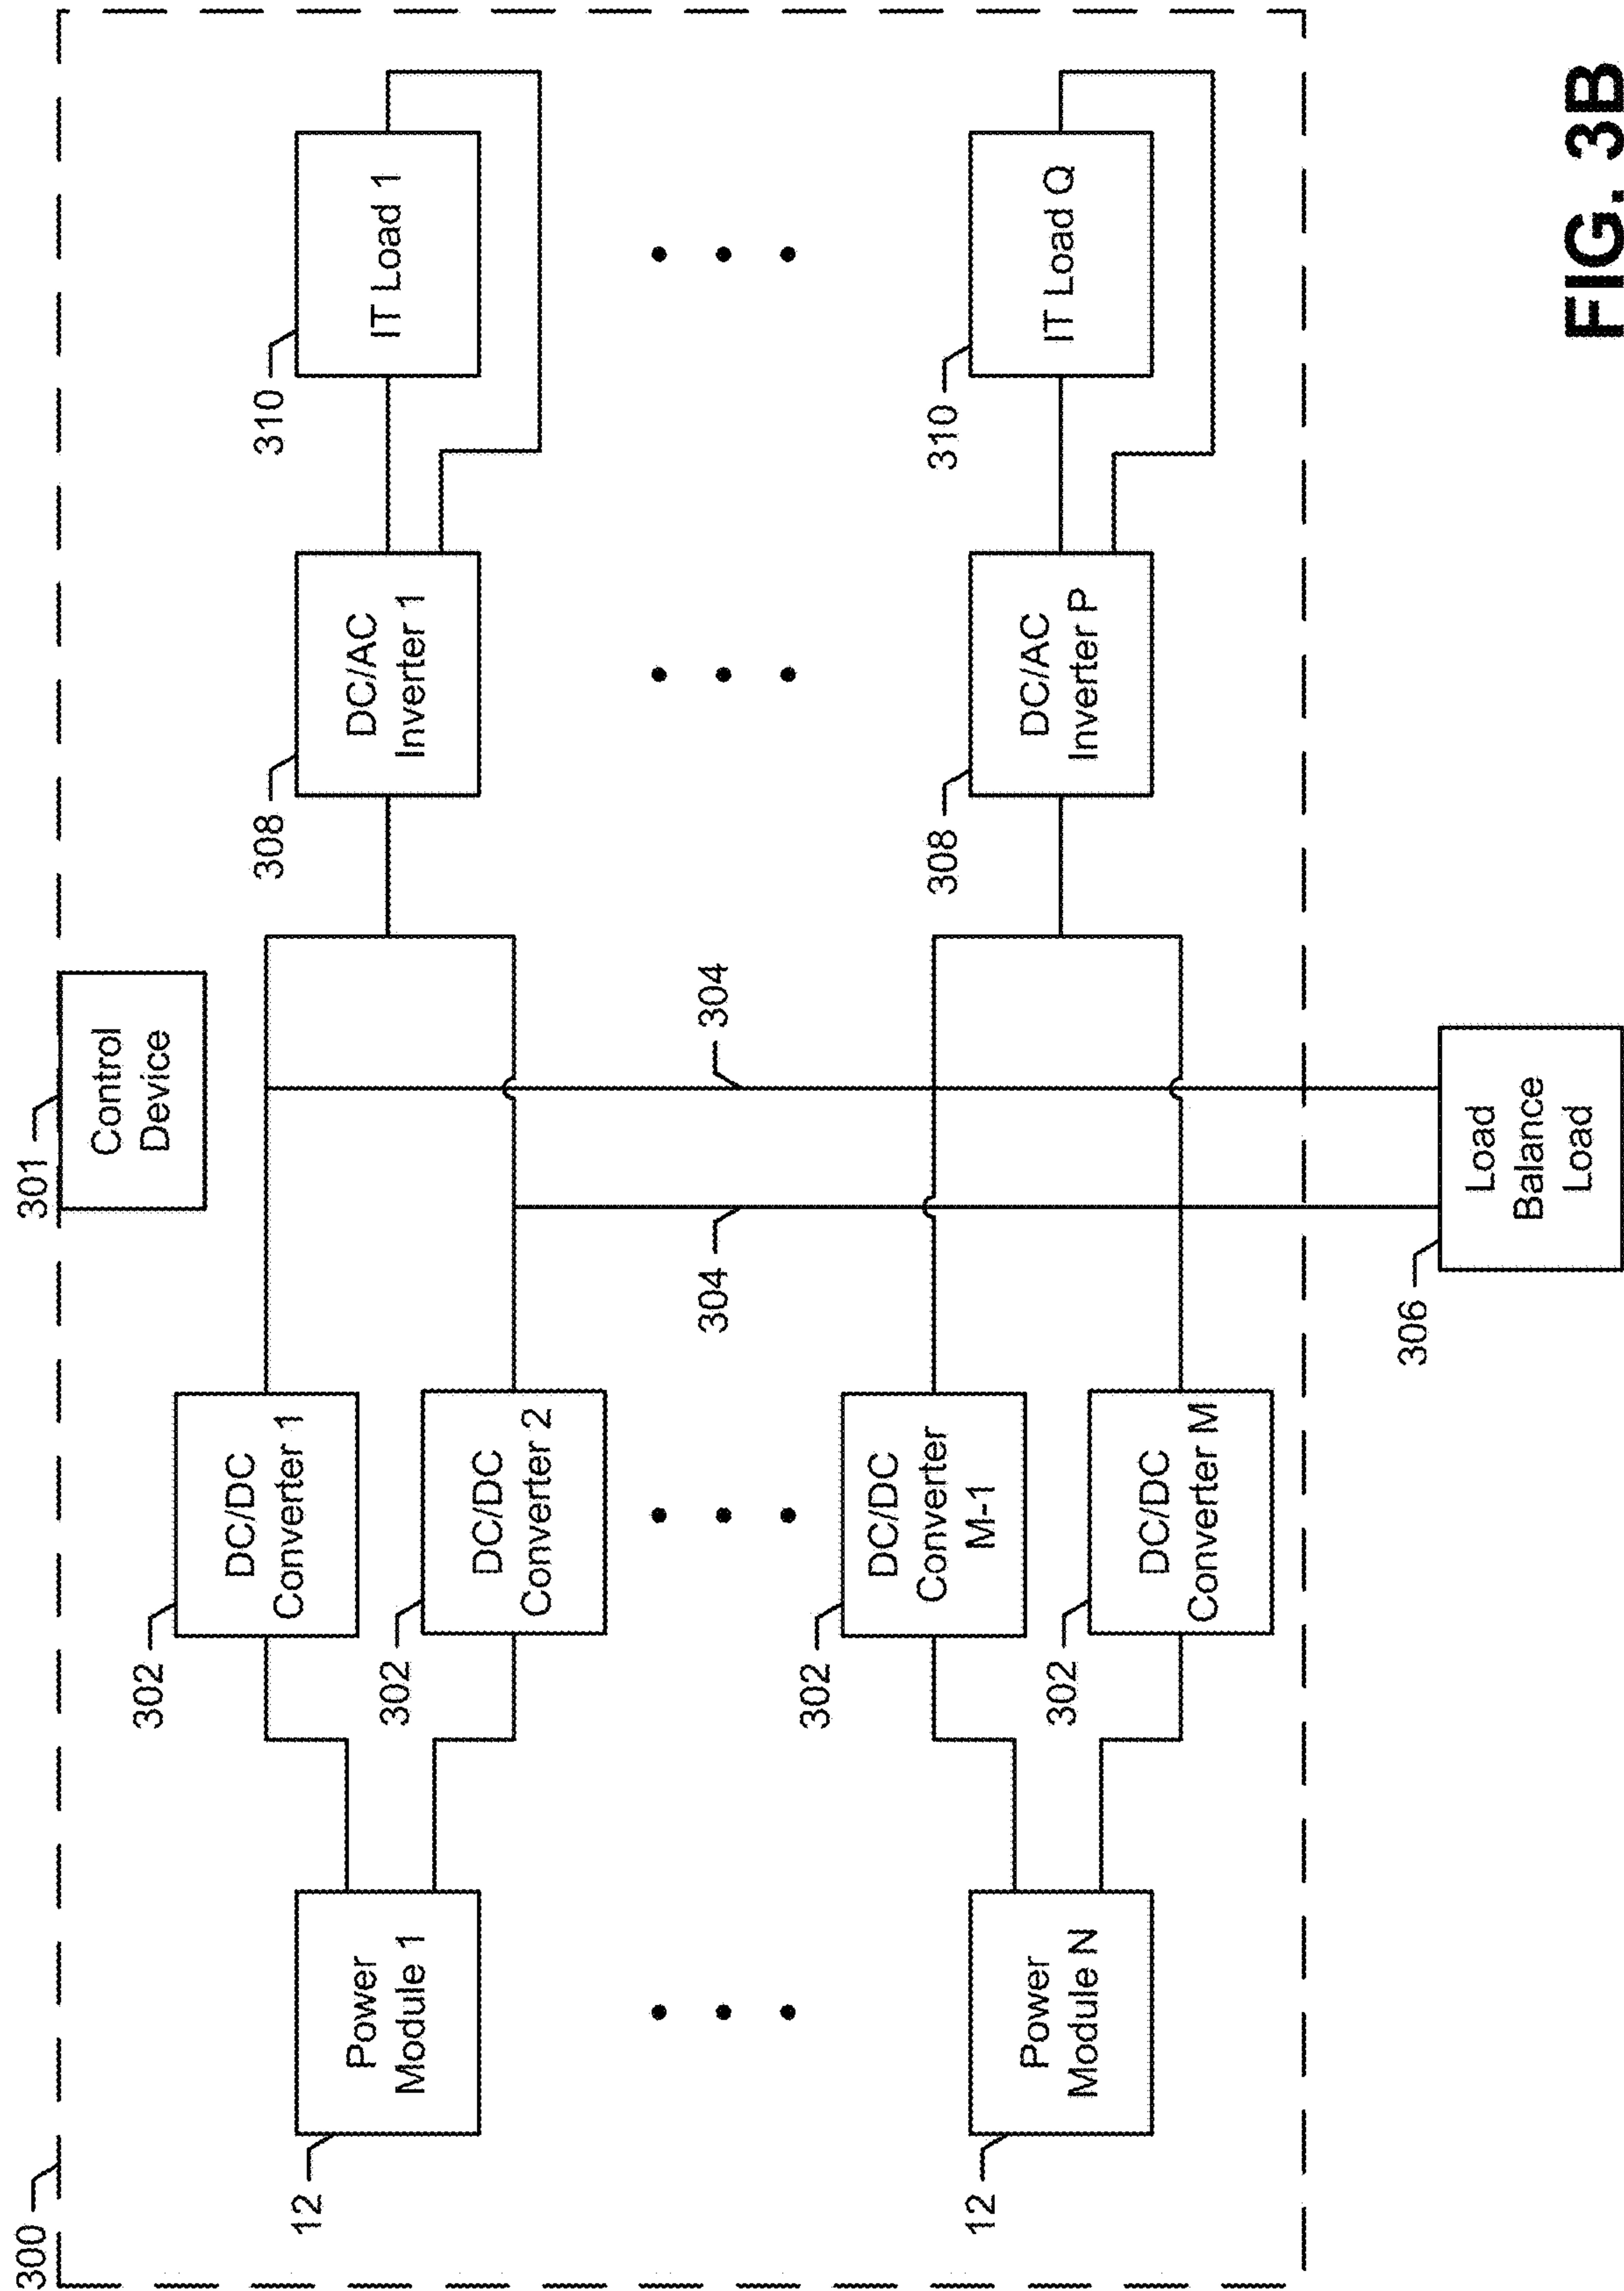 300
301
Control
Device
12
Power
Module 1
302
DC/DC
Converter 1
302
DC/DC
Converter 2
308
DC/AC
Inverter 1
310
IT Load 1
304
304
12
Power
Module N
302
DC/DC
Converter
M-1
302
DC/DC
Converter M
308
DC/AC
Inverter P
310
IT Load Q
306
Load
Balance
Load
FIG. 3B